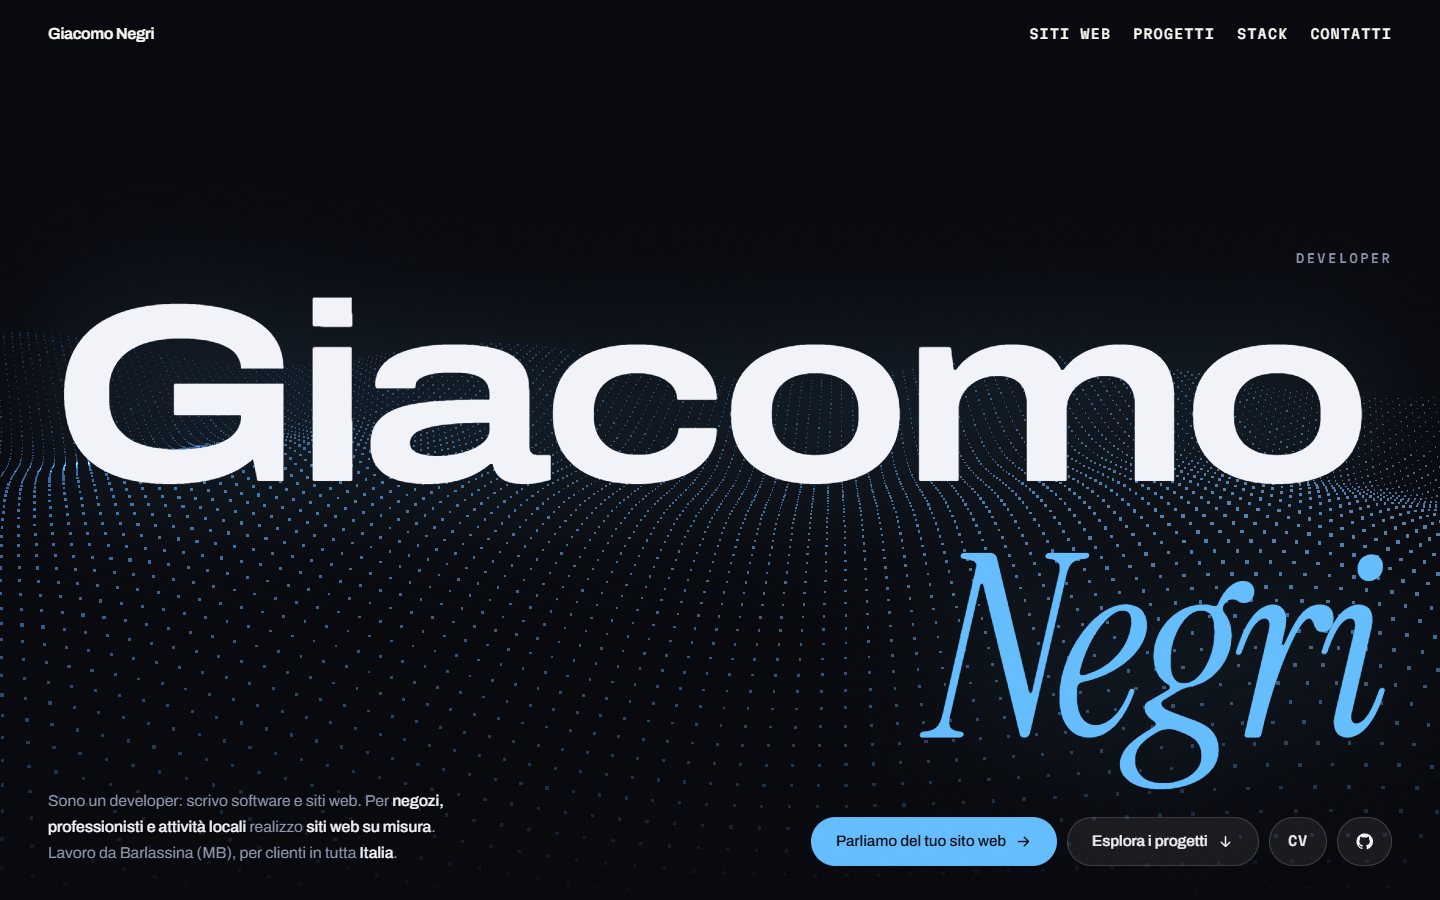 Giacomo Negri
SITI WEB PROGETTI STACK CONTATTI
DEVELOPER
Giacomo
Negri
Sono un developer: scrivo software e siti web. Per negozi,
professionisti e attività locali realizzo siti web su misura.
Lavoro da Barlassina (MB), per clienti in tutta Italia.
Parliamo del tuo sito web →
Esplora i progetti ↓
CV